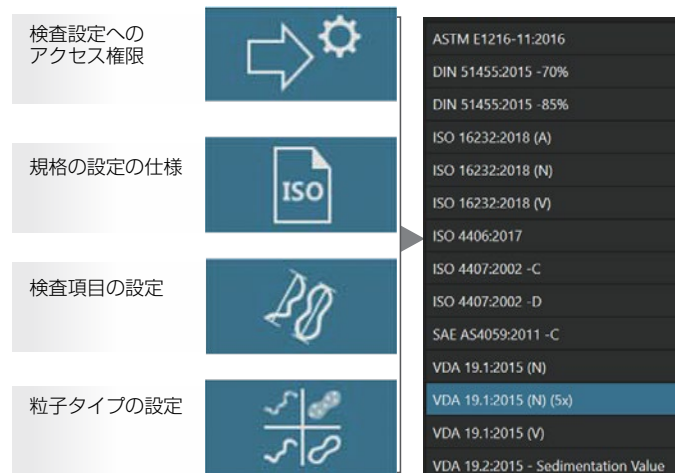 検査設定への
アクセス権限
規格の設定の仕様
ISO
検査項目の設定
粒子タイプの設定
ASTM E1216-11:2016
DIN 51455:2015 -70%
DIN 51455:2015 -85%
ISO 16232:2018 (A)
ISO 16232:2018 (N)
ISO 16232:2018 (V)
ISO 4406:2017
ISO 4407:2002 -C
ISO 4407:2002 -D
SAE AS4059:2011 -C
VDA 19.1:2015 (N)
VDA 19.1:2015 (N) (5x)
VDA 19.1:2015 (V)
VDA 19.2:2015 - Sedimentation Value